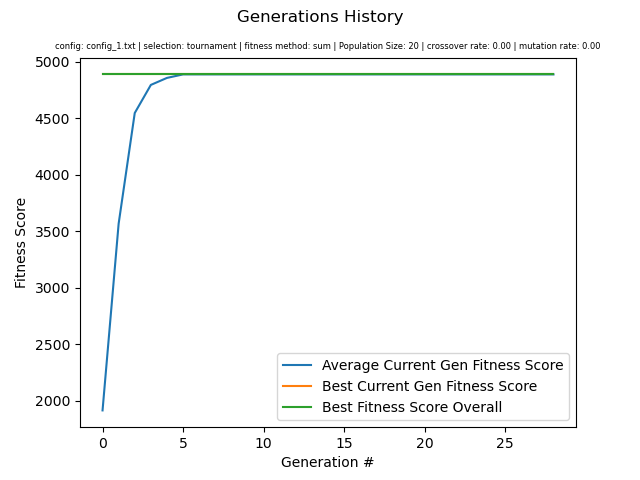 Generations History
config: config_1.txt | selection: tournament | fitness method: sum | Population Size: 20 | crossover rate: 0.00 | mutation rate: 0.00
5000
4500
4000
3500
3000
2500
2000
Fitness Score
Average Current Gen Fitness Score
Best Current Gen Fitness Score
Best Fitness Score Overall
0 5 10 15 20 25
Generation #